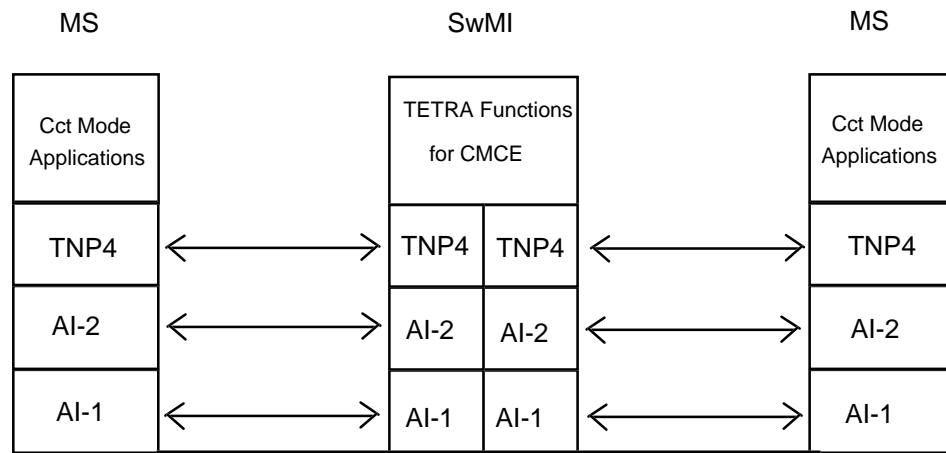 MS SwMI MS
Cct Mode
Applications
TETRA Functions
for CMCE
Cct Mode
Applications
TNP4 TNP4 TNP4 TNP4
AI-2 AI-2 AI-2 AI-2
AI-1 AI-1 AI-1 AI-1